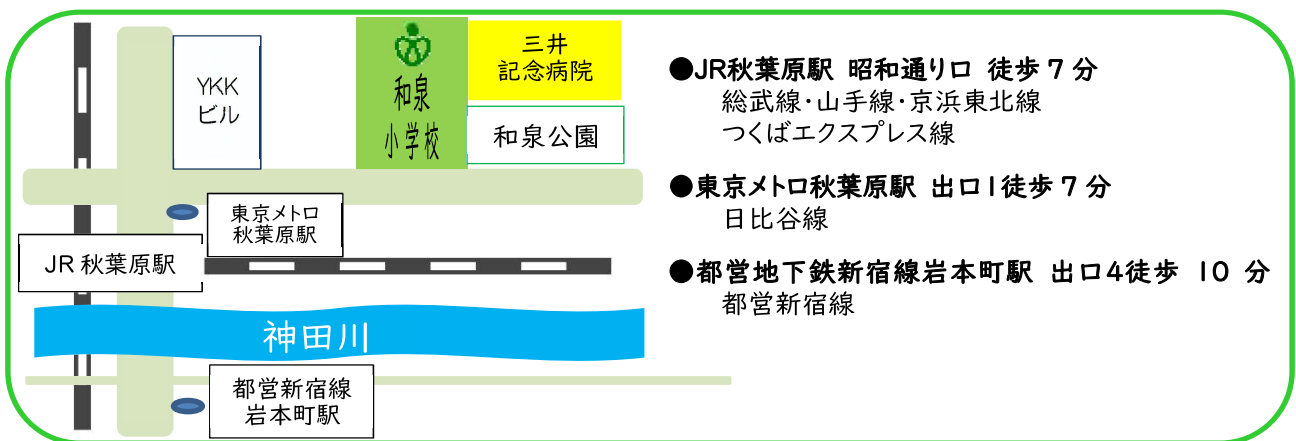 YKK
ビル
和泉
小学校
三井
記念病院
和泉公園
東京メトロ
秋葉原駅
JR 秋葉原駅
神田川
都営新宿線
岩本町駅
●JR秋葉原駅 昭和通り口 徒歩 7 分
総武線・山手線・京浜東北線
つくばエクスプレス線
●東京メトロ秋葉原駅 出口1徒歩 7 分
日比谷線
●都営地下鉄新宿線岩本町駅 出口4徒歩 10 分
都営新宿線